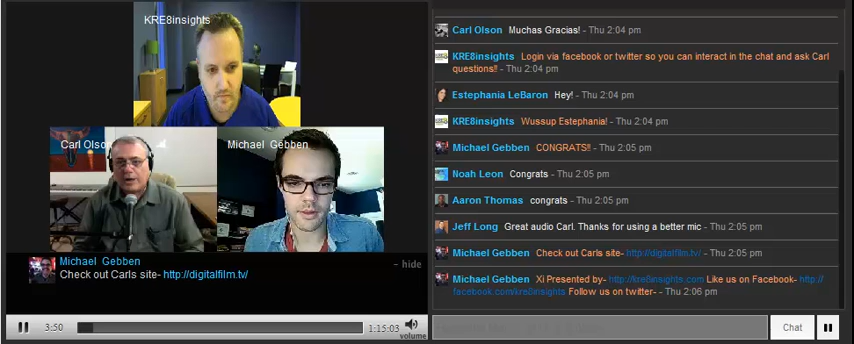 KRE8insights
Carl Olson
Michael Gebben
Michael Gebben
Check out Carls site- http://digitalfilm.tv/
– hide
3:50
1:15:03
volume
Carl Olson Muchas Gracias! - Thu 2:04 pm
KRE8insights Login via facebook or twitter so you can interact in the chat and ask Carl
questions!! - Thu 2:04 pm
Estephania LeBaron Hey! - Thu 2:04 pm
KRE8insights Wussup Estephania! - Thu 2:04 pm
Michael Gebben CONGRATS!! - Thu 2:05 pm
Noah Leon Congrats - Thu 2:05 pm
Aaron Thomas congrats - Thu 2:05 pm
Jeff Long Great audio Carl. Thanks for using a better mic - Thu 2:05 pm
Michael Gebben Check out Carls site- http://digitalfilm.tv/ - Thu 2:05 pm
Michael Gebben Xi Presented by- http://kre8insights.com Like us on Facebook- http://
facebook.com/kre8insights Follow us on twitter- - Thu 2:06 pm
Chat